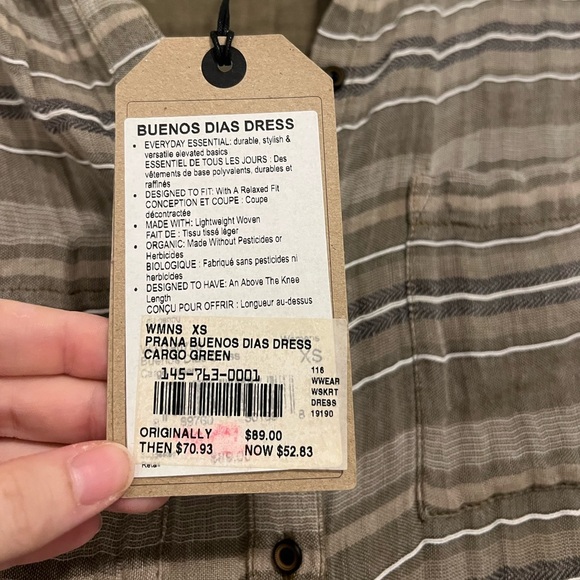 BUENOS DIAS DRESS
• EVERYDAY ESSENTIAL: durable, stylish &
versatile elevated basics
ESSENTIEL DE TOUS LES JOURS : Des
vêtements de base polyvalents, durables et
raffinés
• DESIGNED TO FIT: With A Relaxed Fit
CONCEPTION ET COUPE : Coupe
décontractée
• MADE WITH: Lightweight Woven
FAIT DE : Tissu tissé léger
• ORGANIC: Made Without Pesticides or
Herbicides
BIOLOGIQUE : Fabriqué sans pesticides ni
herbicides
• DESIGNED TO HAVE: An Above The Knee
Length
CONÇU POUR OFFRIR : Longueur au-dessus
WMNS XS
PRANA BUENOS DIAS DRESS
CARGO GREEN
XS
145-763-0001
116
WWEAR
WSKRT
DRESS
19190
ORIGINALLY $89.00
THEN $70.93 NOW $52.83